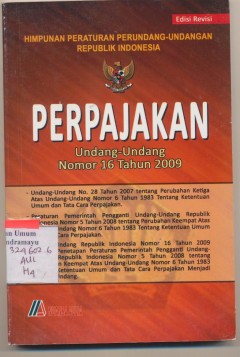 Edisi Revisi
HIMPUNAN PERATURAN PERUNDANG-UNDANGAN
REPUBLIK INDONESIA
PERPAJAKAN
Undang-Undang
Nomor 16 Tahun 2009
- Undang-Undang No. 28 Tahun 2007 tentang Perubahan Ketiga
Atas Undang-Undang Nomor 6 Tahun 1983 Tentang Ketentuan
Umum dan Tata Cara Perpajakan.
- Peraturan Pemerintah Pengganti Undang-Undang Republik
Indonesia Nomor 5 Tahun 2008 tentang Perubahan Keempat Atas
Undang Nomor 6 Tahun 1983 Tentang Ketentuan Umum
Cara Perpajakan.
Undang Republik Indonesia Nomor 16 Tahun 2009
Penetapan Peraturan Pemerintah Pengganti Undang-
Republik Indonesia Nomor 5 Tahun 2008 tentang
Keempat Atas Undang-Undang Nomor 6 Tahun 1983
Ketentuan Umum dan Tata Cara Perpajakan Menjadi
Undang.
an Umum
ndramayu